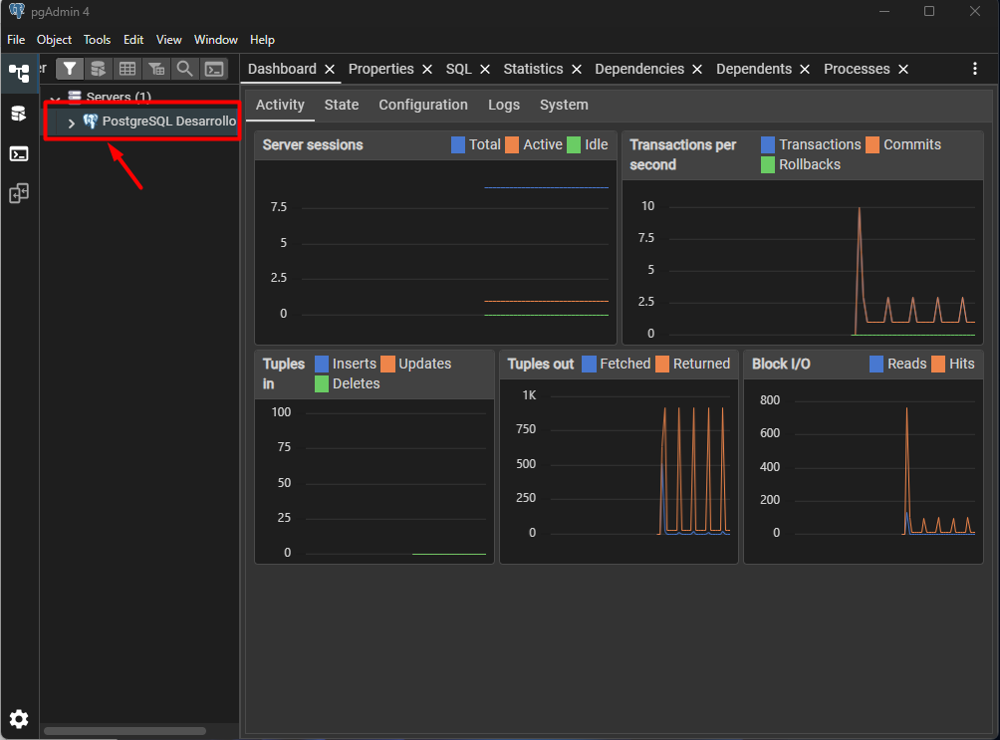 pgAdmin 4
File Object Tools Edit View Window Help
er
Dashboard Properties SQL Statistics Dependencies Dependents Processes
Servers (1)
PostgreSQL Desarrollo
Activity State Configuration Logs System
Server sessions
Total Active Idle
7.5
5
2.5
0
Transactions per
second
Transactions Commits
Rollbacks
10
7.5
5
2.5
0
Tuples
in
Inserts Updates
Deletes
100
75
50
25
0
Tuples out
Fetched Returned
1K
750
500
250
0
Block I/O
Reads Hits
800
600
400
200
0